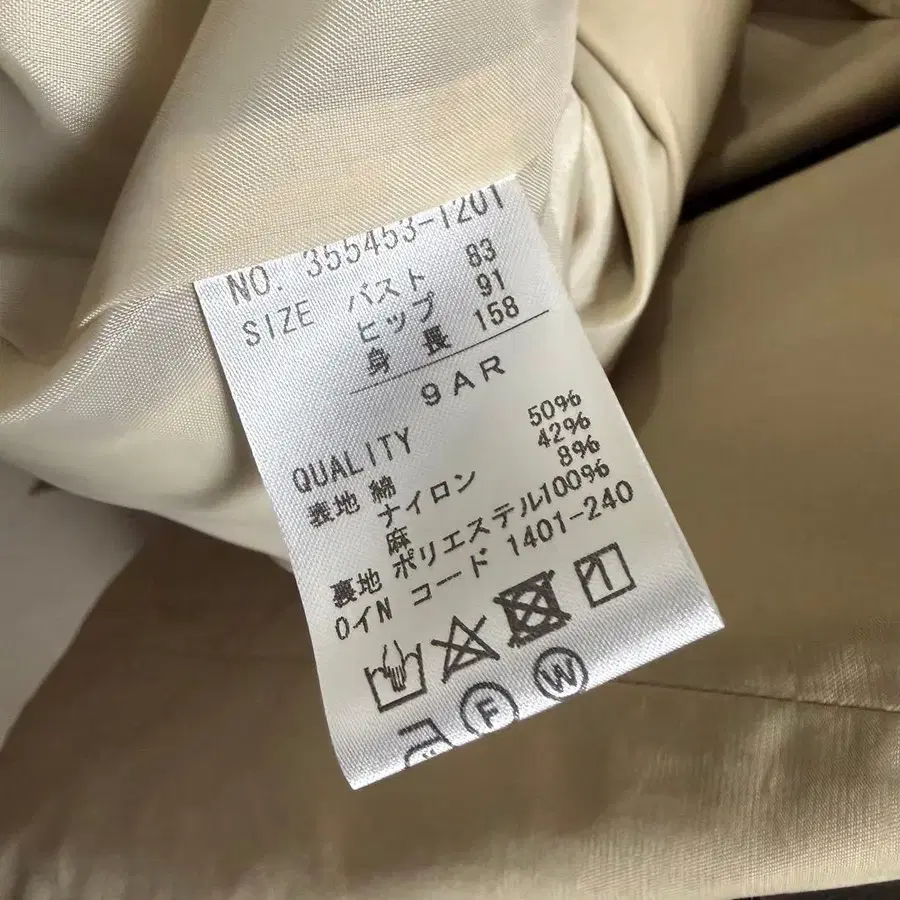 NO. 355453-1201
SIZE バスト 83
ヒップ 91
身長 158
9AR
QUALITY
表地 綿 50%
ナイロン 42%
麻 8%
裏地 ポリエステル100%
0イN コード 1401-240
F W